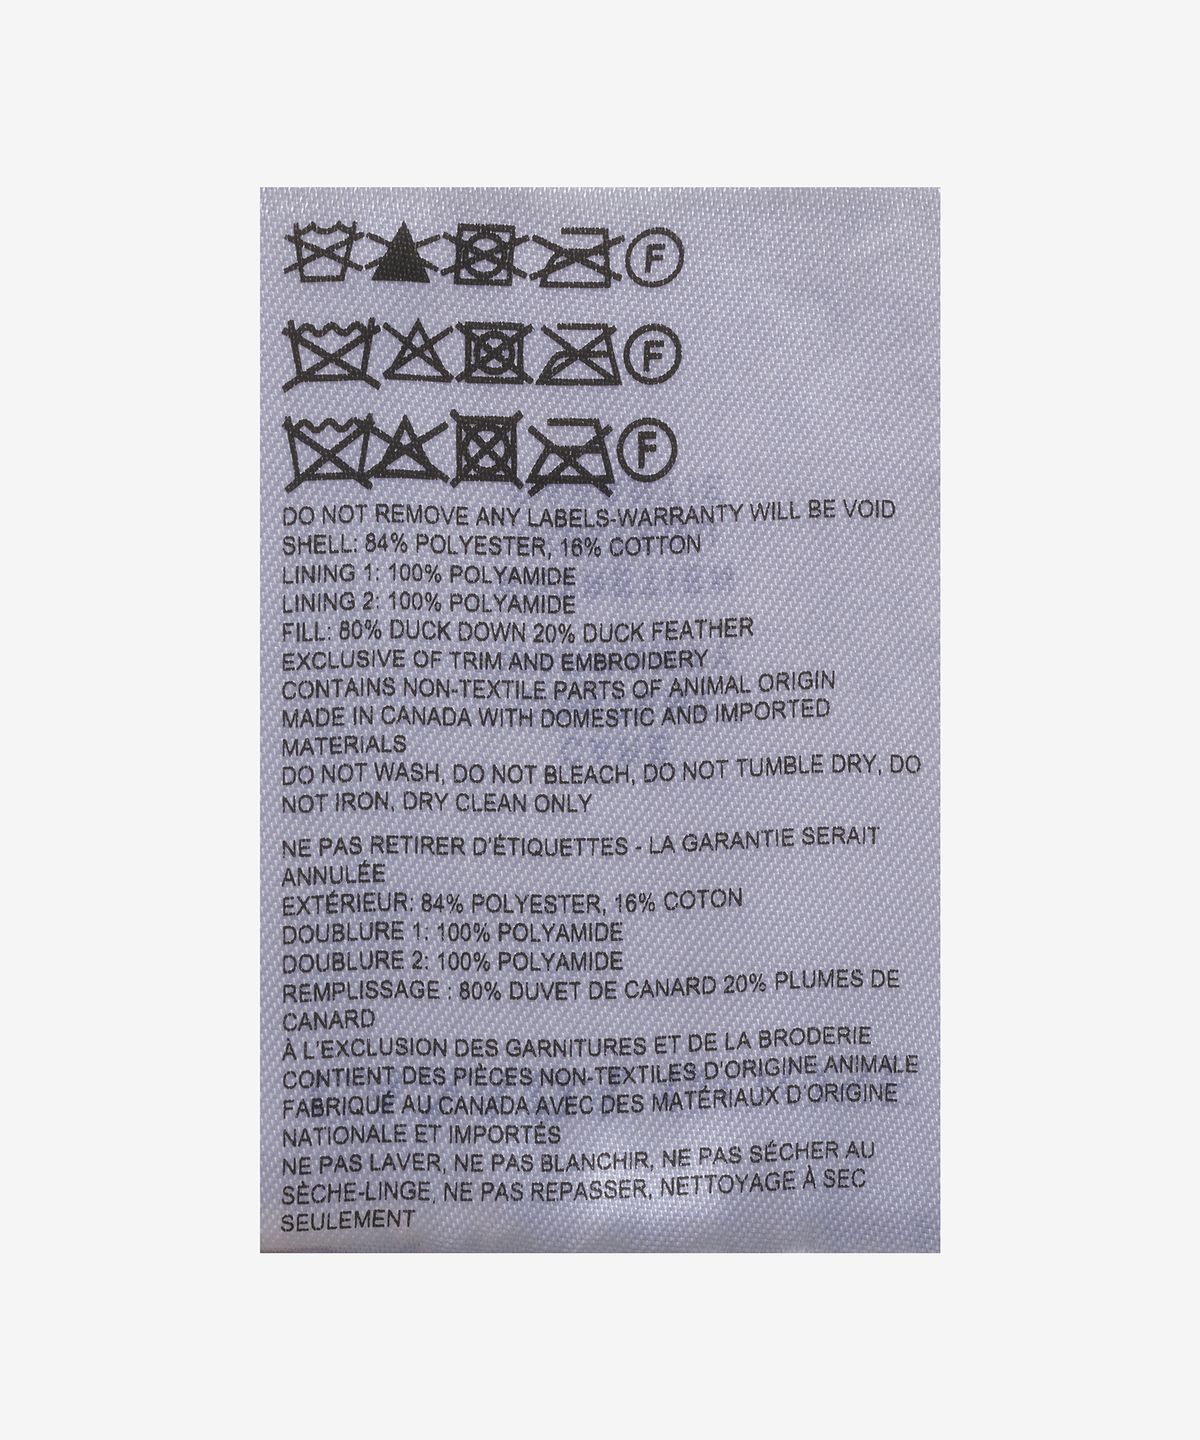 F
F
F
DO NOT REMOVE ANY LABELS-WARRANTY WILL BE VOID
SHELL: 84% POLYESTER, 16% COTTON
LINING 1: 100% POLYAMIDE
LINING 2: 100% POLYAMIDE
FILL: 80% DUCK DOWN 20% DUCK FEATHER
EXCLUSIVE OF TRIM AND EMBROIDERY
CONTAINS NON-TEXTILE PARTS OF ANIMAL ORIGIN
MADE IN CANADA WITH DOMESTIC AND IMPORTED
MATERIALS
DO NOT WASH, DO NOT BLEACH, DO NOT TUMBLE DRY, DO
NOT IRON, DRY CLEAN ONLY
NE PAS RETIRER D'ÉTIQUETTES - LA GARANTIE SERAIT
ANNULÉE
EXTÉRIEUR: 84% POLYESTER, 16% COTON
DOUBLURE 1: 100% POLYAMIDE
DOUBLURE 2: 100% POLYAMIDE
REMPLISSAGE : 80% DUVET DE CANARD 20% PLUMES DE
CANARD
À L'EXCLUSION DES GARNITURES ET DE LA BRODERIE
CONTIENT DES PIÈCES NON-TEXTILES D'ORIGINE ANIMALE
FABRIQUÉ AU CANADA AVEC DES MATÉRIAUX D'ORIGINE
NATIONALE ET IMPORTÉS
NE PAS LAVER, NE PAS BLANCHIR, NE PAS SÉCHER AU
SÈCHE-LINGE, NE PAS REPASSER, NETTOYAGE À SEC
SEULEMENT